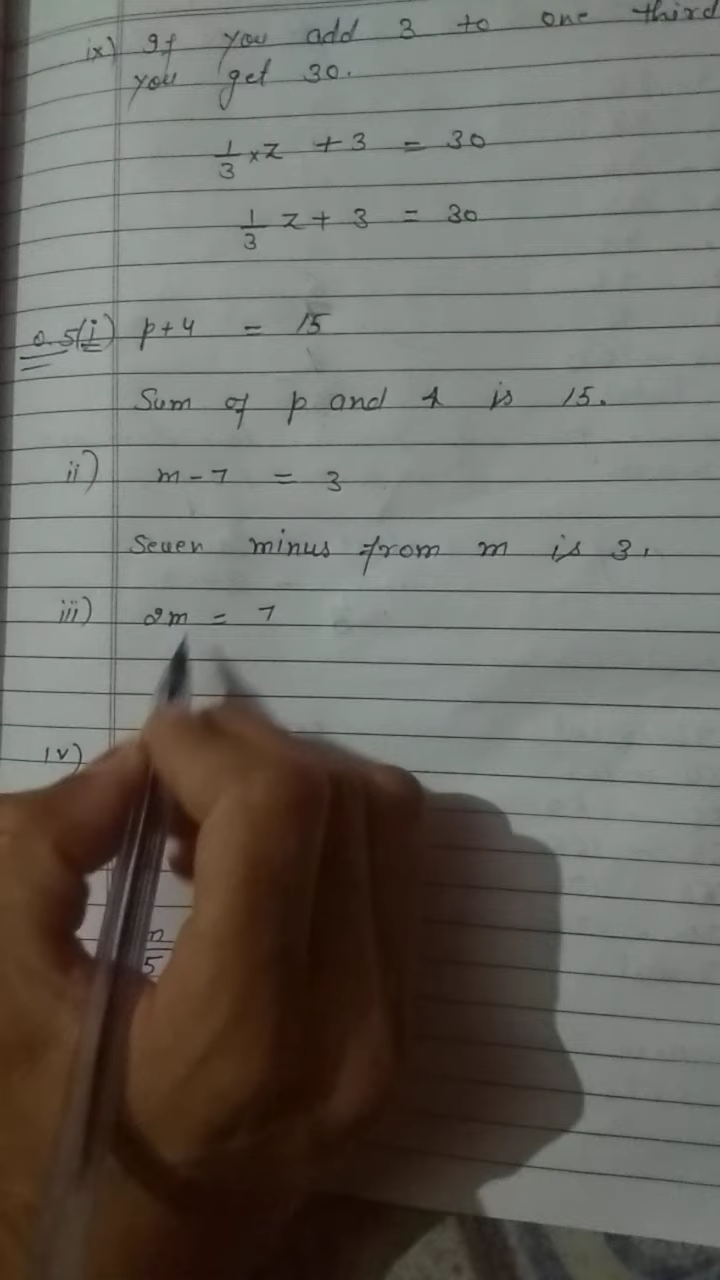 ix) If you add 3 to one third
you get 30.
1/3 × z + 3 = 30
1/3 z + 3 = 30
Q.5(i) p+4 = 15
Sum of p and 4 is 15.
ii) m - 7 = 3
Seven minus from m is 3.
iii) 2m = 7
iv)
m/5